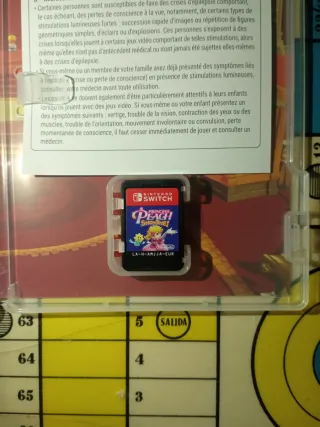 • Certaines personnes sont susceptibles de faire des crises d'épilepsie comportant,
le cas échéant, des pertes de conscience à la vue, notamment, de certains types de
stimulations lumineuses fortes : succession rapide d'images ou répétition de figures
géométriques simples, d'éclairs ou d'explosions. Ces personnes s'exposent à des
crises lorsqu'elles jouent à certains jeux vidéo comportant de telles stimulations, alors
même qu'elles n'ont pas d'antécédent médical ou n'ont jamais été sujettes elles-mêmes
à des crises d'épilepsie.
vous-même ou un membre de votre famille avez déjà présenté des symptômes liés
ou perte de conscience) en présence de stimulations lumineuses,
médecin avant toute utilisation.
doivent également être particulièrement attentifs à leurs enfants
lorsqu'ils jouent avec des jeux vidéo. Si vous-même ou votre enfant présentez un
des symptômes suivants : vertige, trouble de la vision, contraction des yeux ou des
muscles, trouble de l'orientation, mouvement involontaire ou convulsion, perte
momentanée de conscience, il faut cesser immédiatement de jouer et consulter un
médecin.
NINTENDO
SWITCH
PRINCESS
PEACH
SHOWTIME!
LA-H-AMJJA-EUR
63
5
SALIDA
64
4
65
3